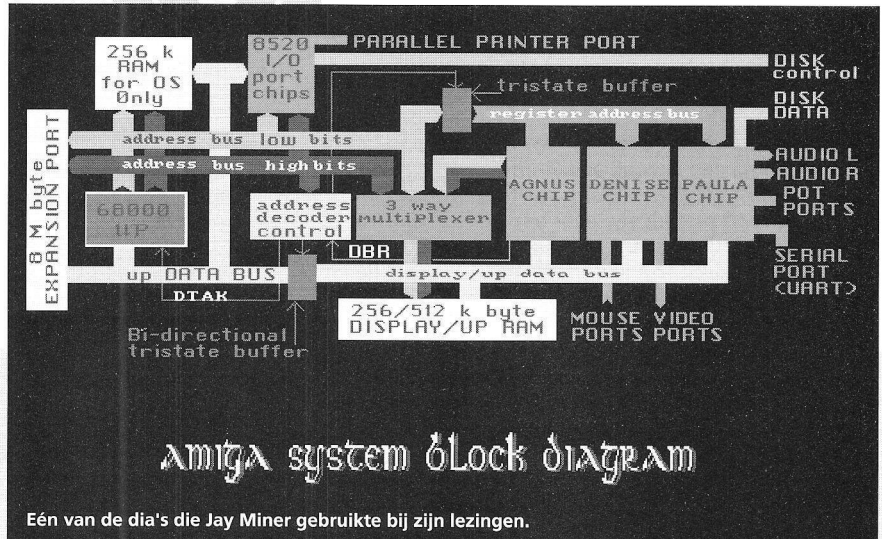 256 k
RAM
for OS
Only
8520
I/O
port
chips
PARALLEL PRINTER PORT
DISK
control
tristate buffer
DISK
DATA
register address bus
address bus low bits
address bus high bits
8 M byte
EXPANSION PORT
68000
UP
address
decoder
control
3 way
multiplexer
AGNUS
CHIP
DENISE
CHIP
PAULA
CHIP
AUDIO L
AUDIO R
POT
PORTS
SERIAL
PORT
(UART)
DBR
up DATA BUS
display/up data bus
DTAK
256/512 k byte
DISPLAY/UP RAM
MOUSE
PORTS
VIDEO
PORTS
Bi-directional
tristate buffer
AMIGA system block diagram
Eén van de dia's die Jay Miner gebruikte bij zijn lezingen.